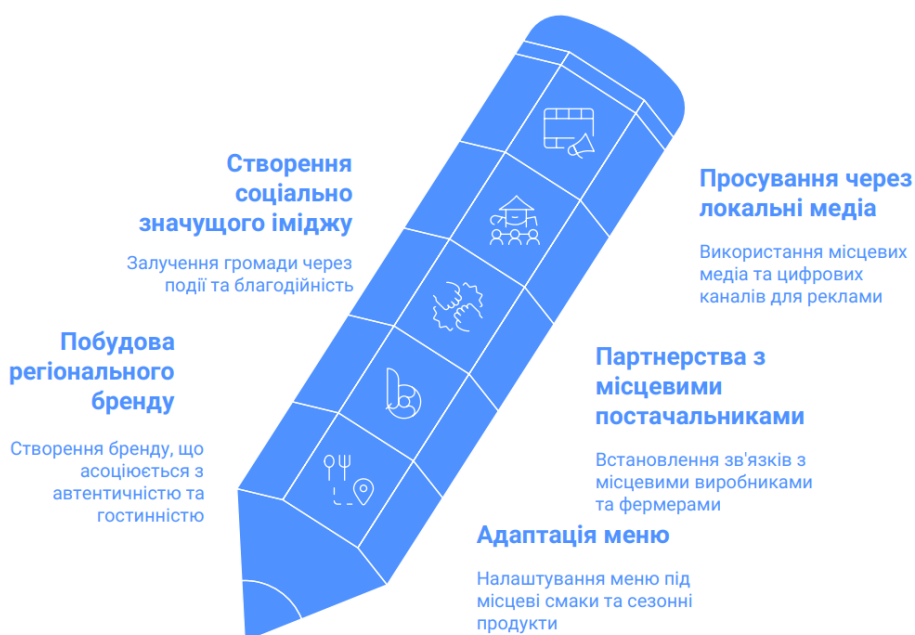 Створення
соціально
значущого іміджу
Залучення громади через
події та благодійність
Просування через
локальні медіа
Використання місцевих
медіа та цифрових
каналів для реклами
Побудова
регіонального
бренду
Створення бренду, що
асоціюється з
автентичністю та
гостинністю
Партнерства з
місцевими
постачальниками
Встановлення зв'язків з
місцевими виробниками
та фермерами
Адаптація меню
Налаштування меню під
місцеві смаки та сезонні
продукти